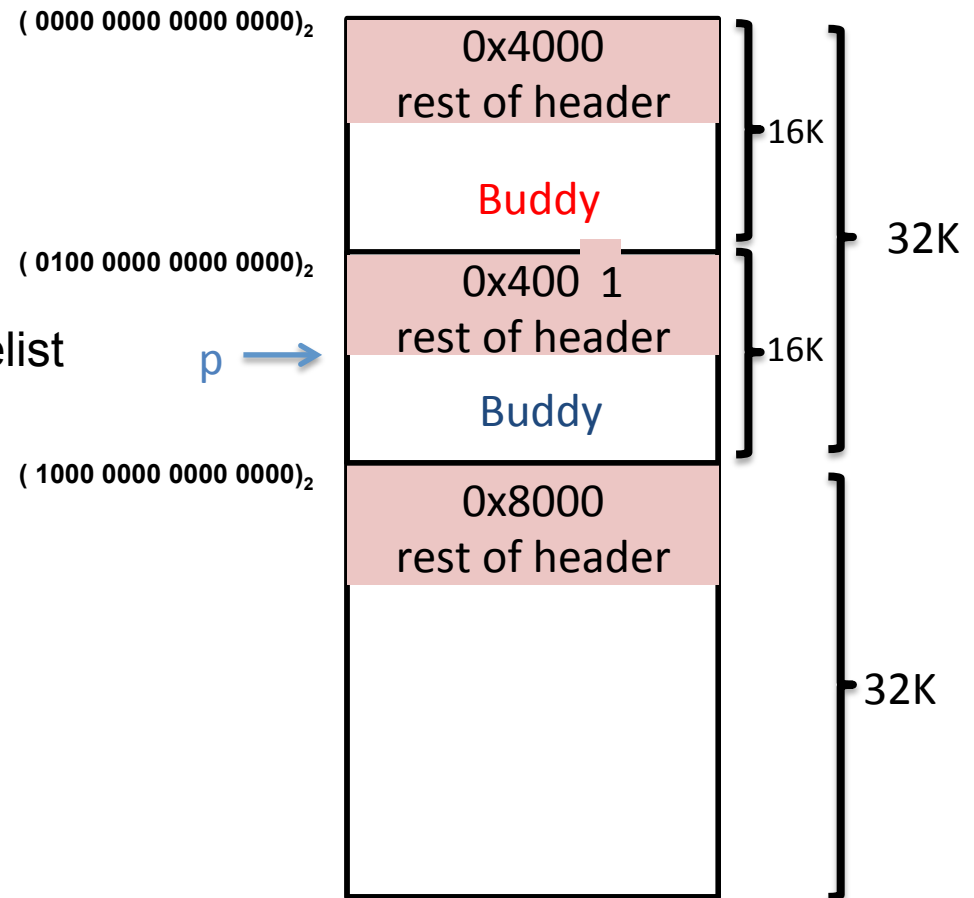 ( 0000 0000 0000 0000)₂
0x4000
rest of header
16K
Buddy
32K
( 0100 0000 0000 0000)₂
0x400 1
rest of header
elist
p
16K
Buddy
( 1000 0000 0000 0000)₂
0x8000
rest of header
32K